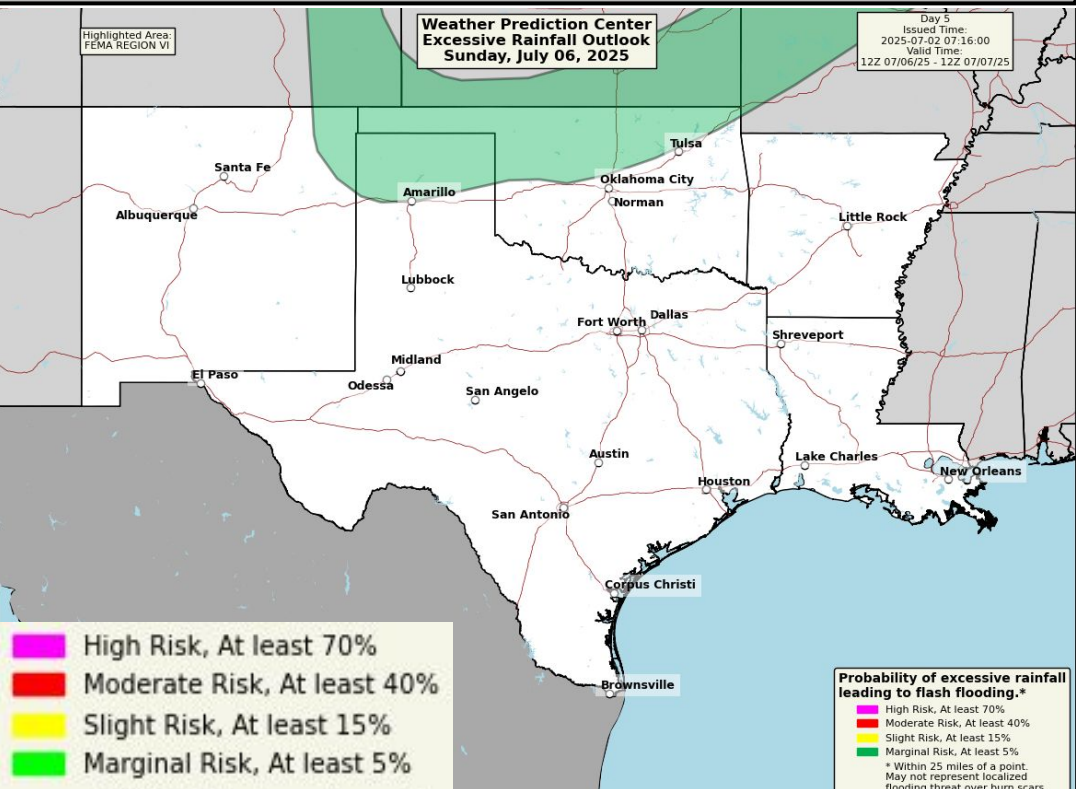 Weather Prediction Center
Excessive Rainfall Outlook
Sunday, July 06, 2025
Highlighted Area:
FEMA REGION VI
Day 5
Issued Time:
2025-07-02 07:16:00
Valid Time:
12Z 07/06/25 - 12Z 07/07/25
Tulsa
Santa Fe
Oklahoma City
Amarillo
Norman
Albuquerque
Little Rock
Lubbock
Dallas
Fort Worth
Shreveport
Midland
El Paso
Odessa
San Angelo
Austin
Lake Charles
New Orleans
Houston
San Antonio
Corpus Christi
Brownsville
High Risk, At least 70%
Moderate Risk, At least 40%
Slight Risk, At least 15%
Marginal Risk, At least 5%
Probability of excessive rainfall
leading to flash flooding.*
High Risk, At least 70%
Moderate Risk, At least 40%
Slight Risk, At least 15%
Marginal Risk, At least 5%
* Within 25 miles of a point.
May not represent localized
flooding threat over burn scars